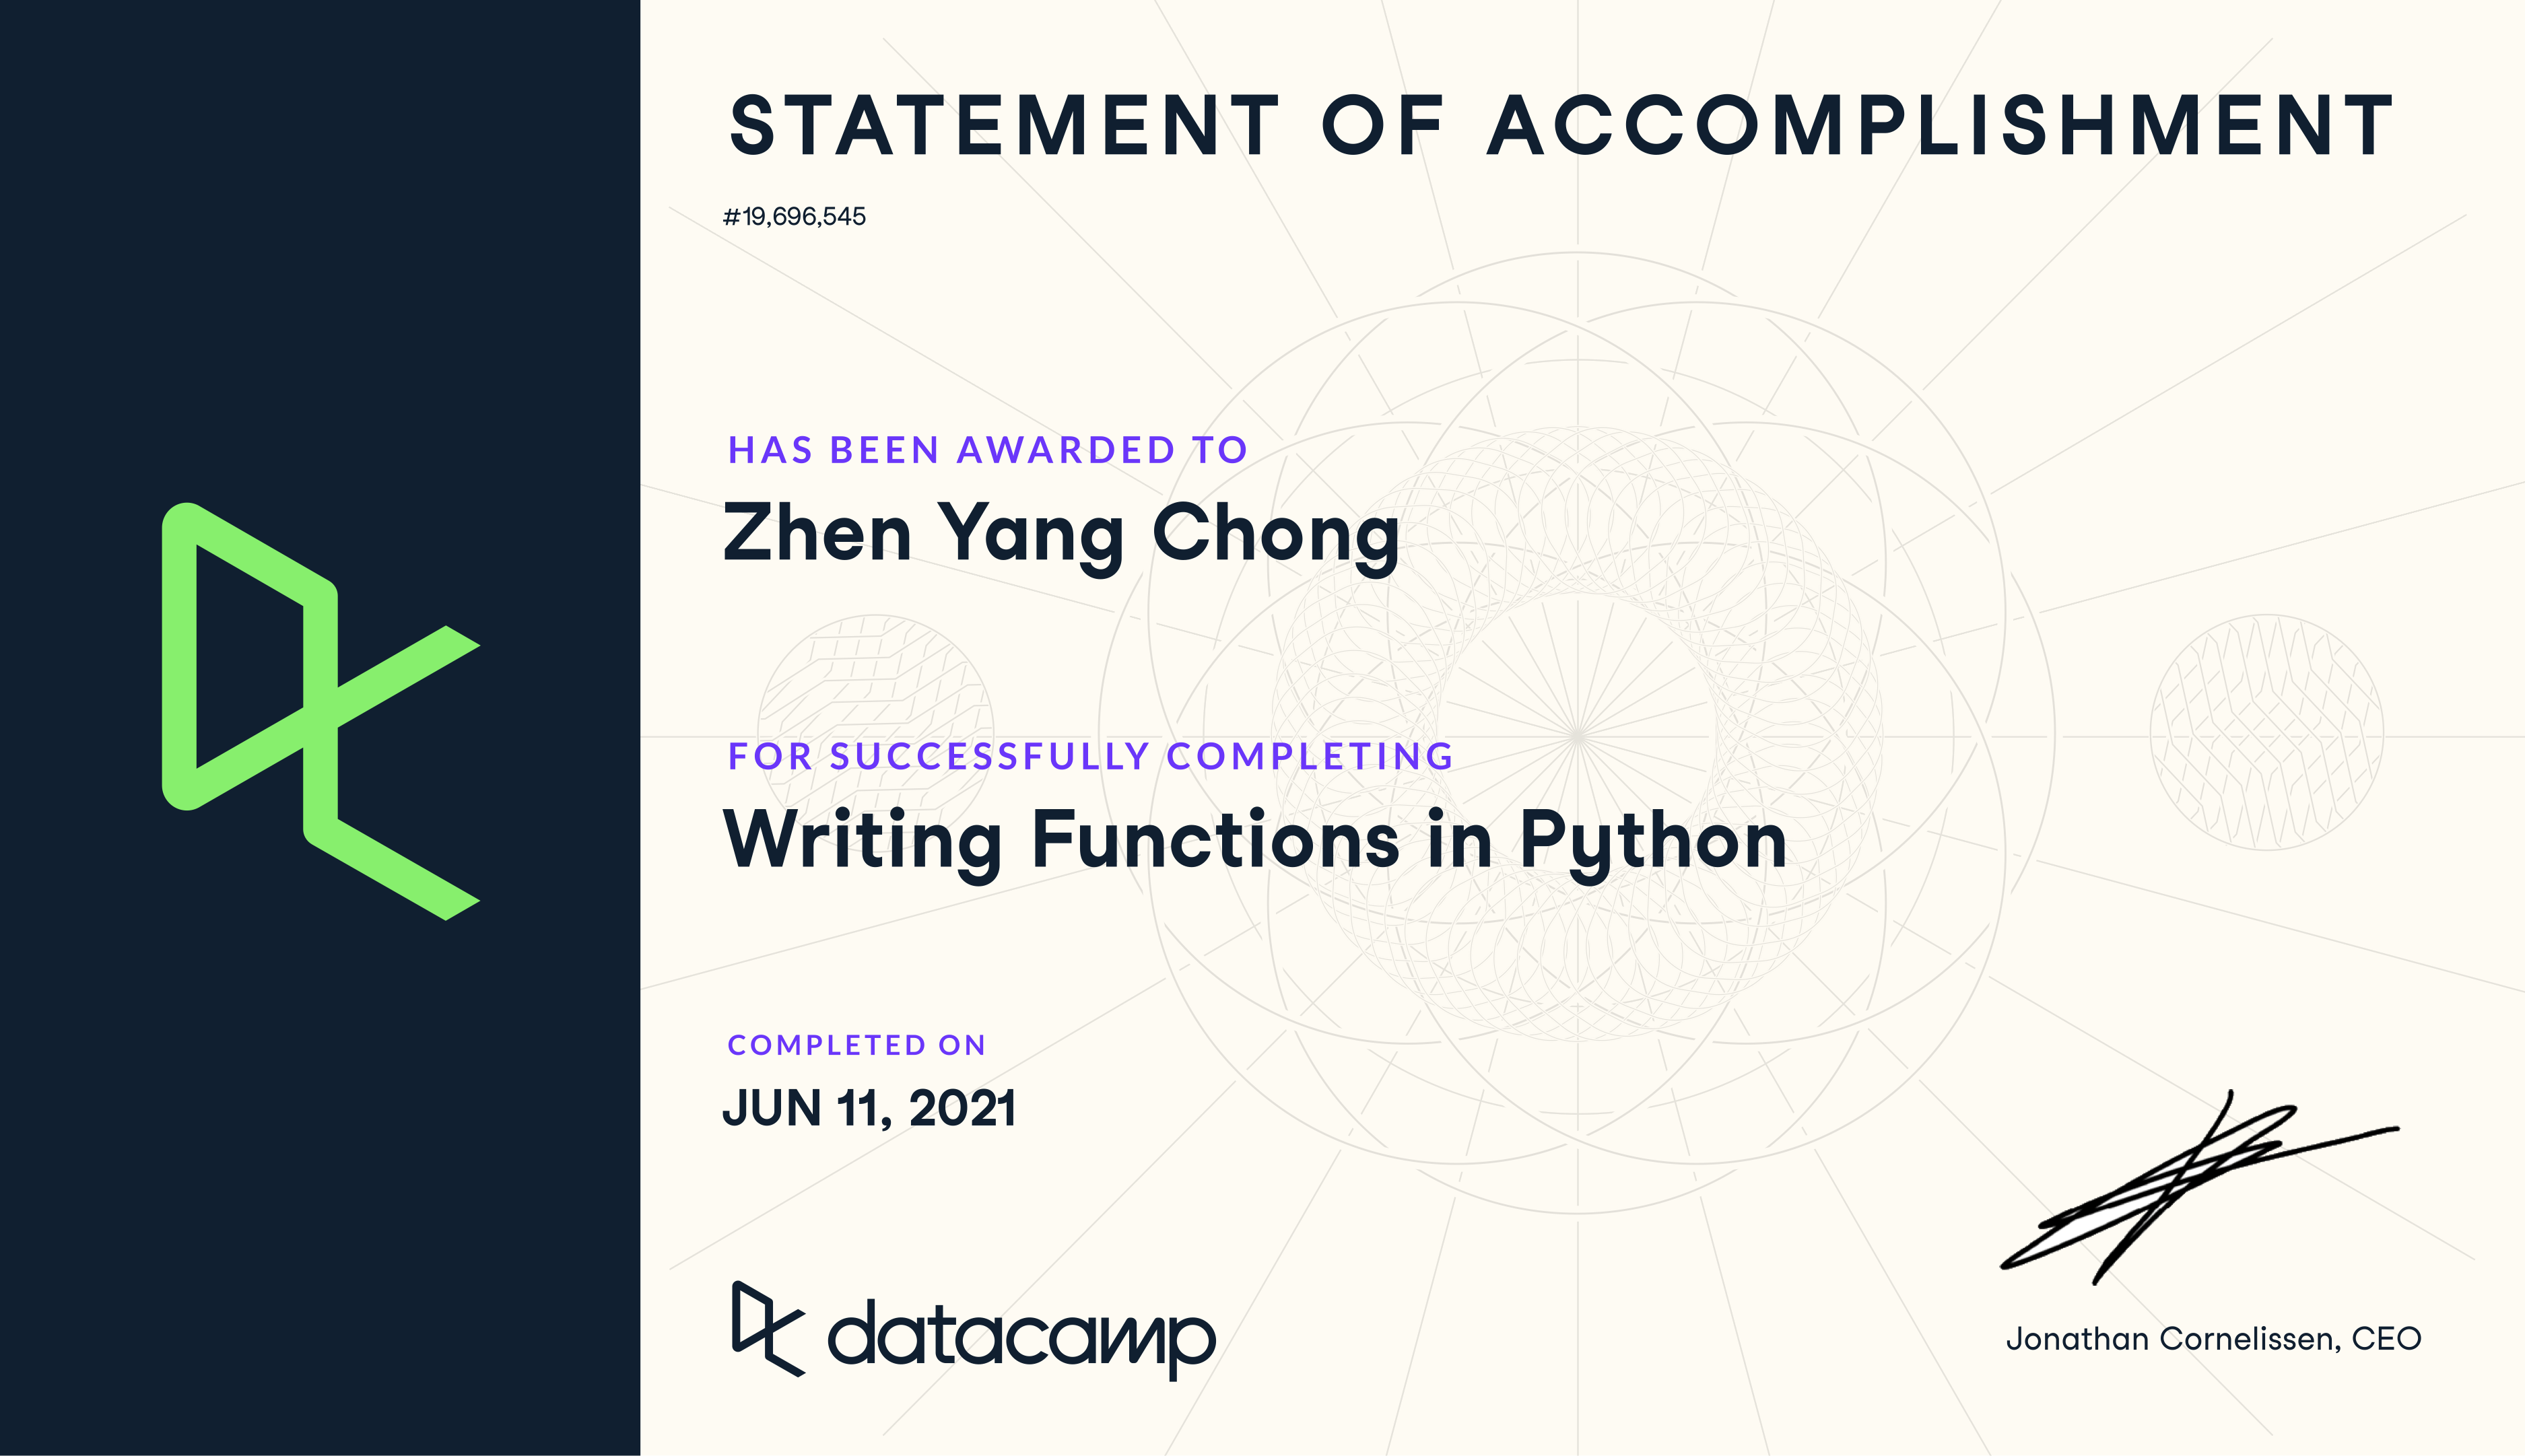 STATEMENT OF ACCOMPLISHMENT
#19,696,545
HAS BEEN AWARDED TO
Zhen Yang Chong
FOR SUCCESSFULLY COMPLETING
Writing Functions in Python
COMPLETED ON
JUN 11, 2021
datacamp
Jonathan Cornelissen, CEO